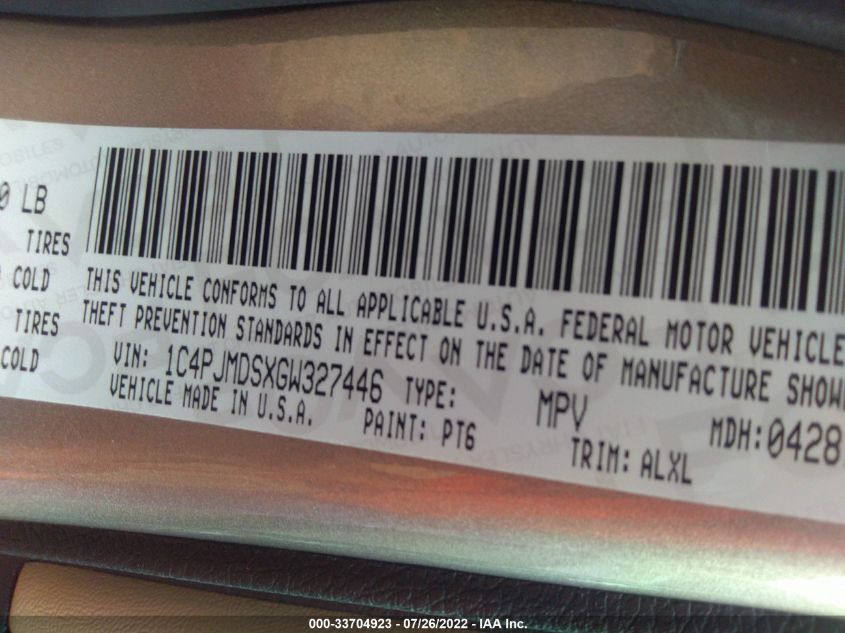 0 LB
TIRES
COLD
TIRES
COLD
THIS VEHICLE CONFORMS TO ALL APPLICABLE U.S.A. FEDERAL MOTOR VEHICLE
THEFT PREVENTION STANDARDS IN EFFECT ON THE DATE OF MANUFACTURE SHOW
VIN: 1C4PJMDSXGW327446 TYPE: MPV MDH:0428
VEHICLE MADE IN U.S.A. PAINT: PT6 TRIM: ALXL
000-33704923 - 07/26/2022 - IAA Inc.